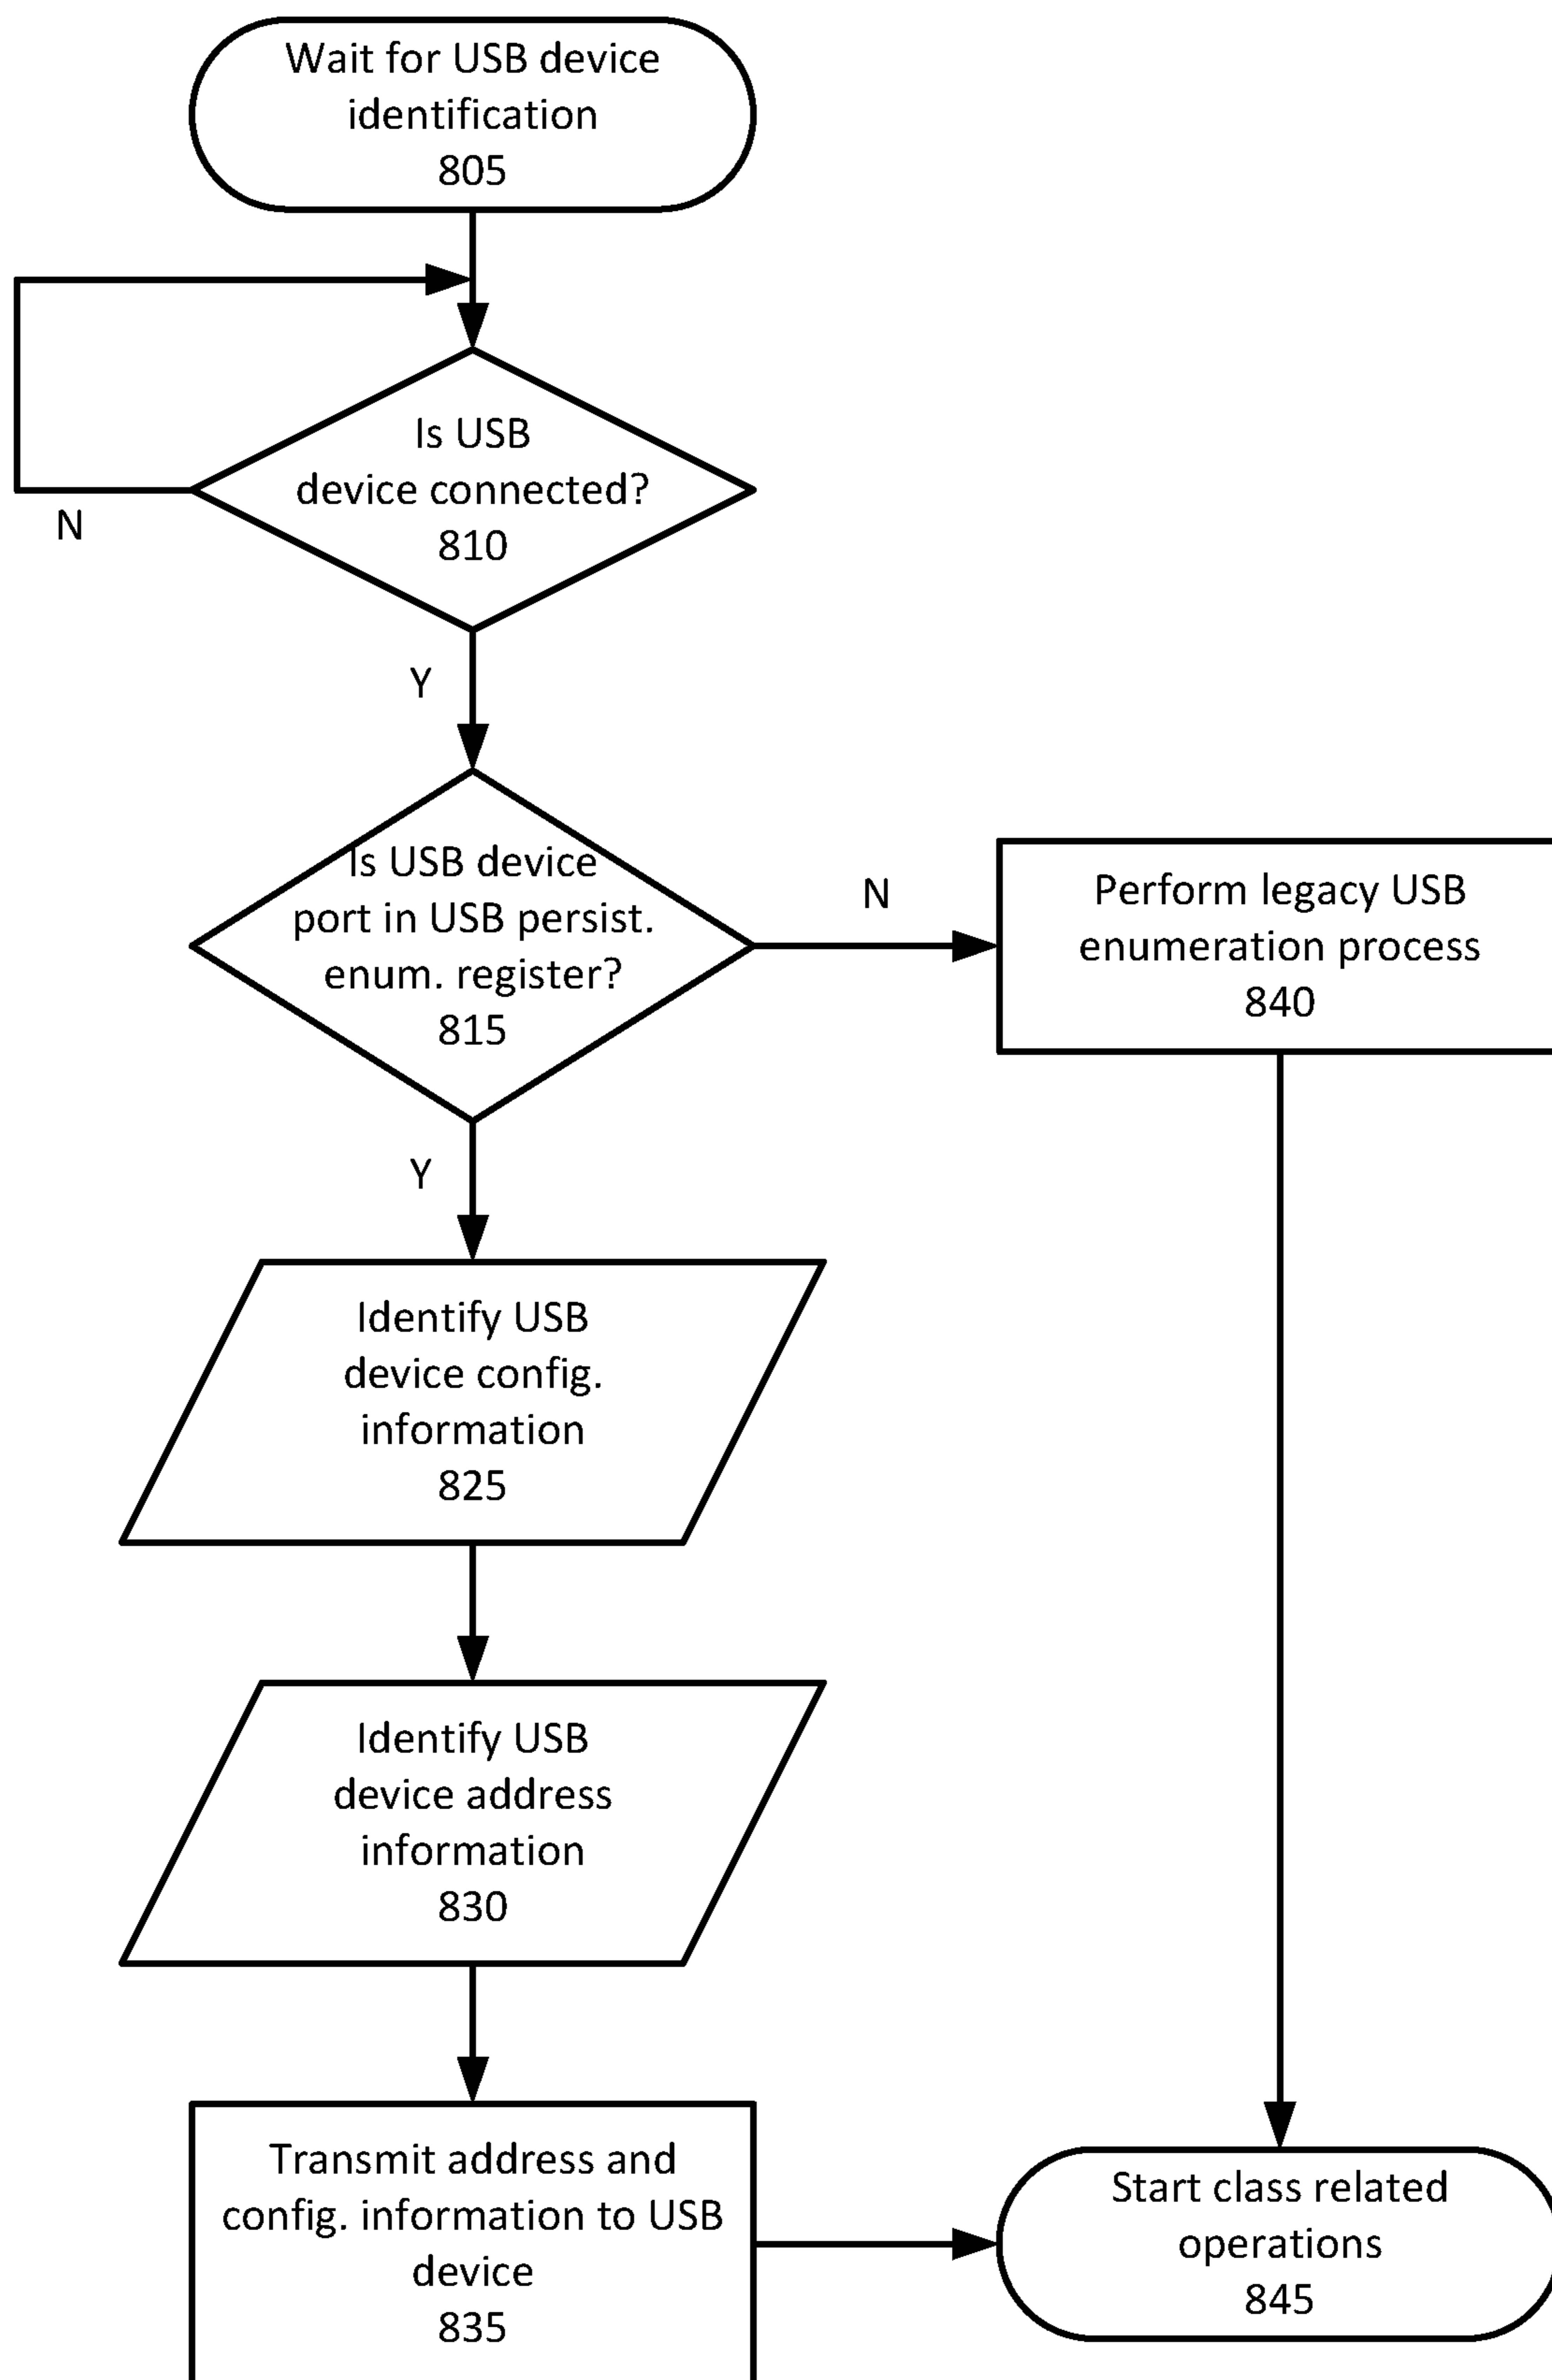 Wait for USB device
identification
805
Is USB
device connected?
810
N
Y
Is USB device
port in USB persist.
enum. register?
815
N
Perform legacy USB
enumeration process
840
Y
Identify USB
device config.
information
825
Identify USB
device address
information
830
Transmit address and
config. information to USB
device
835
Start class related
operations
845